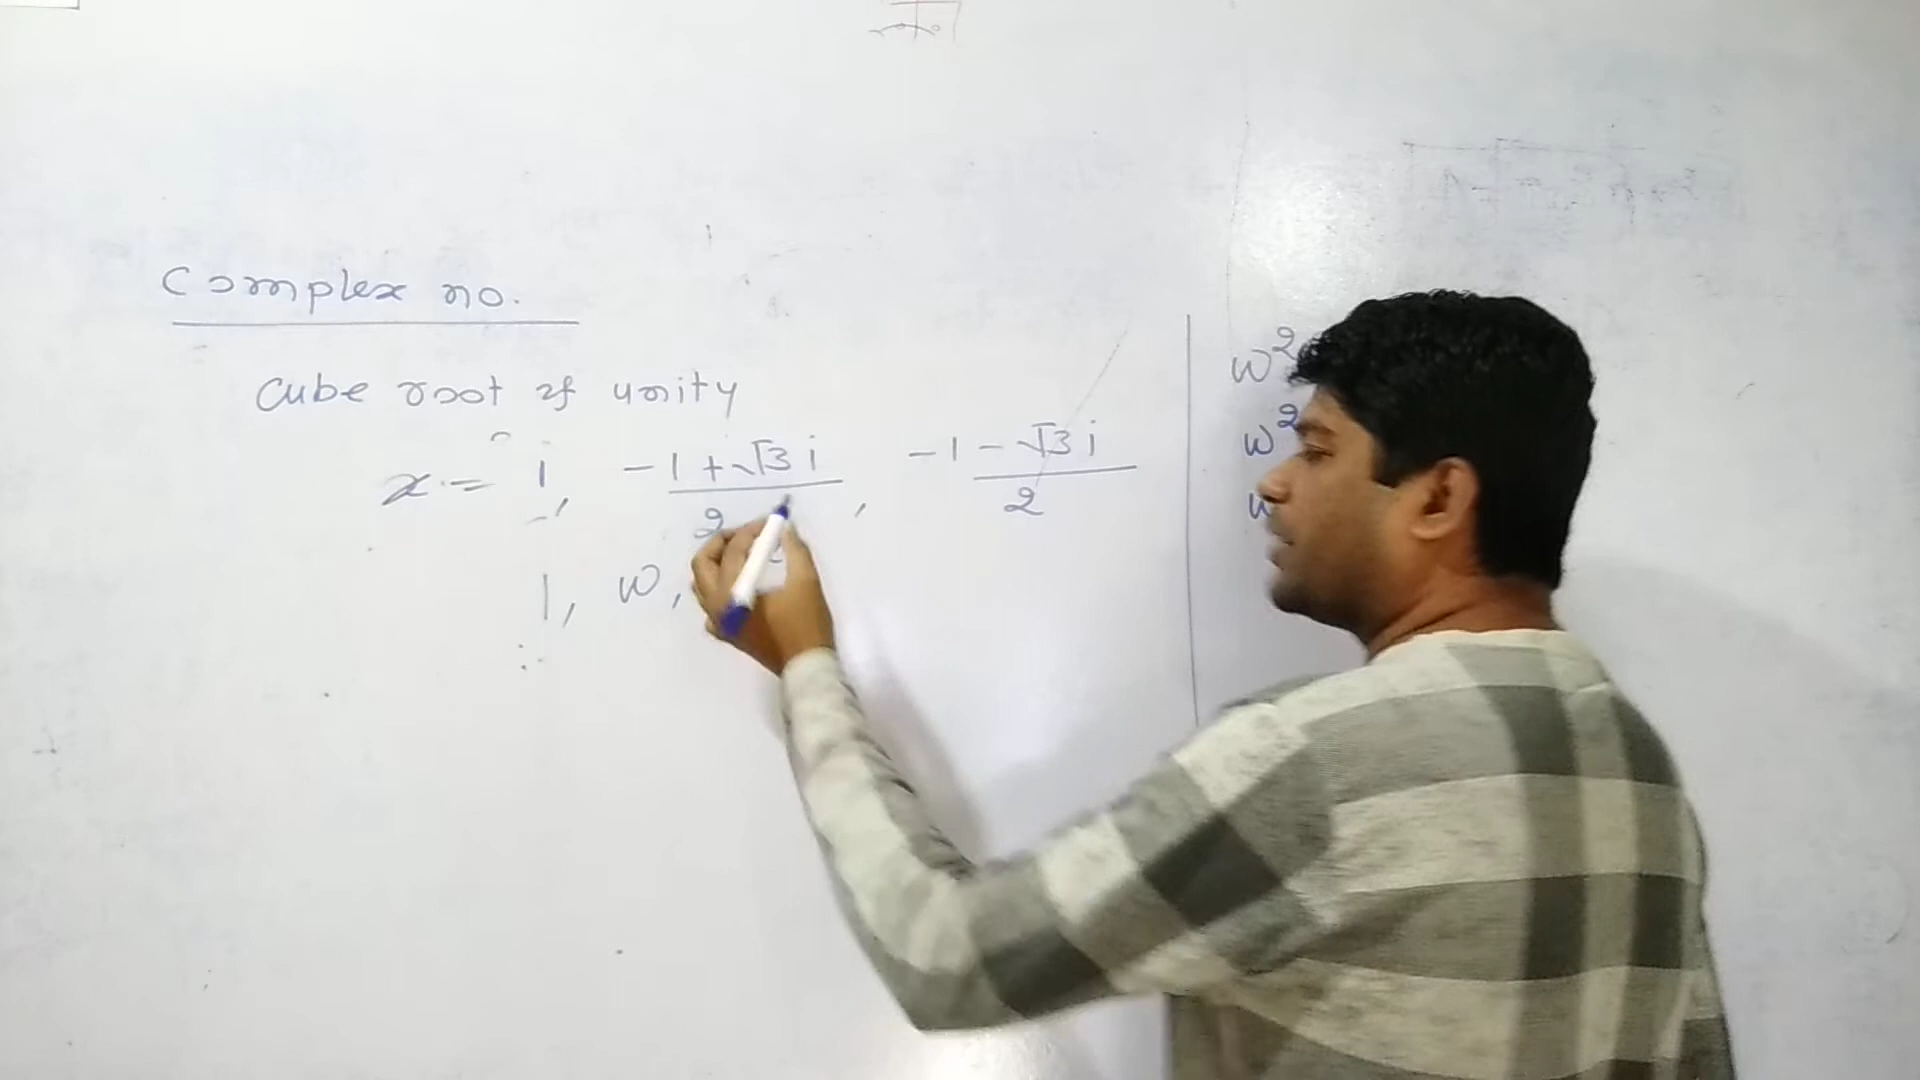 Complex no.
Cube root of unity
x = 1, -1+√3i/2, -1-√3i/2
1, w,
w²
w²
w